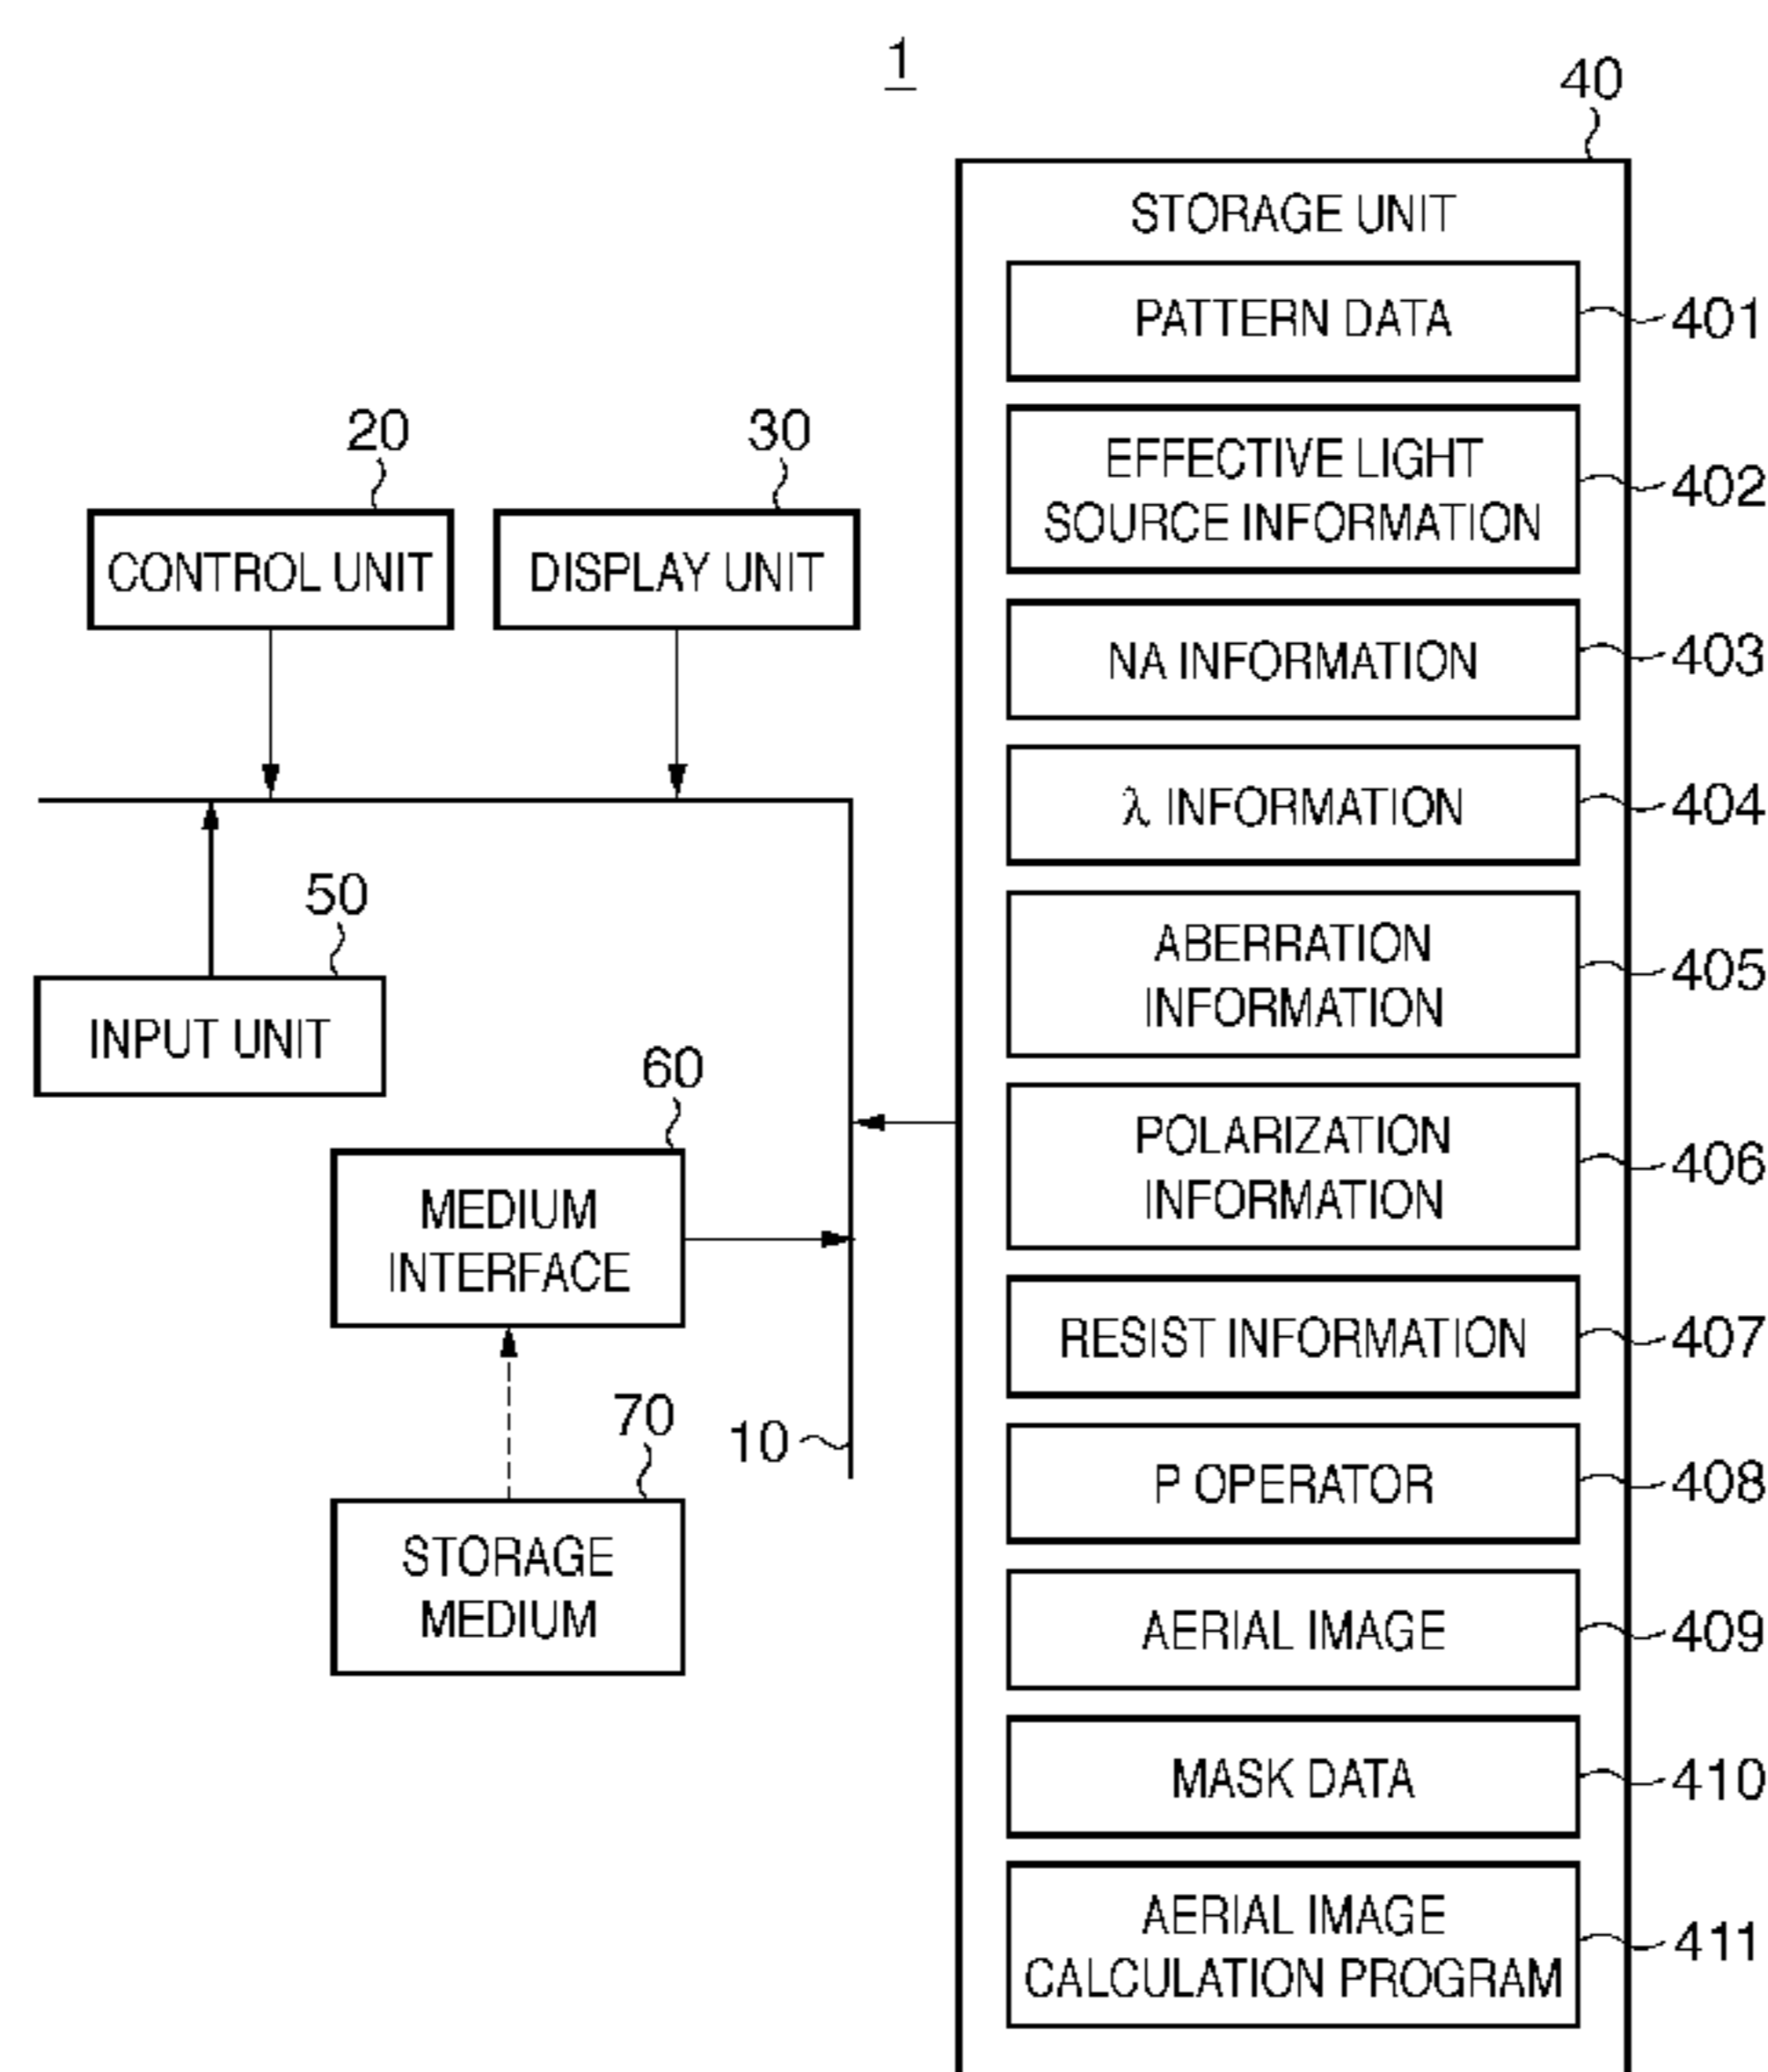 1
40
STORAGE UNIT
PATTERN DATA
401
EFFECTIVE LIGHT
SOURCE INFORMATION
402
NA INFORMATION
403
λ INFORMATION
404
ABERRATION
INFORMATION
405
POLARIZATION
INFORMATION
406
RESIST INFORMATION
407
P OPERATOR
408
AERIAL IMAGE
409
MASK DATA
410
AERIAL IMAGE
CALCULATION PROGRAM
411
20
CONTROL UNIT
30
DISPLAY UNIT
50
INPUT UNIT
60
MEDIUM
INTERFACE
70
STORAGE
MEDIUM
10